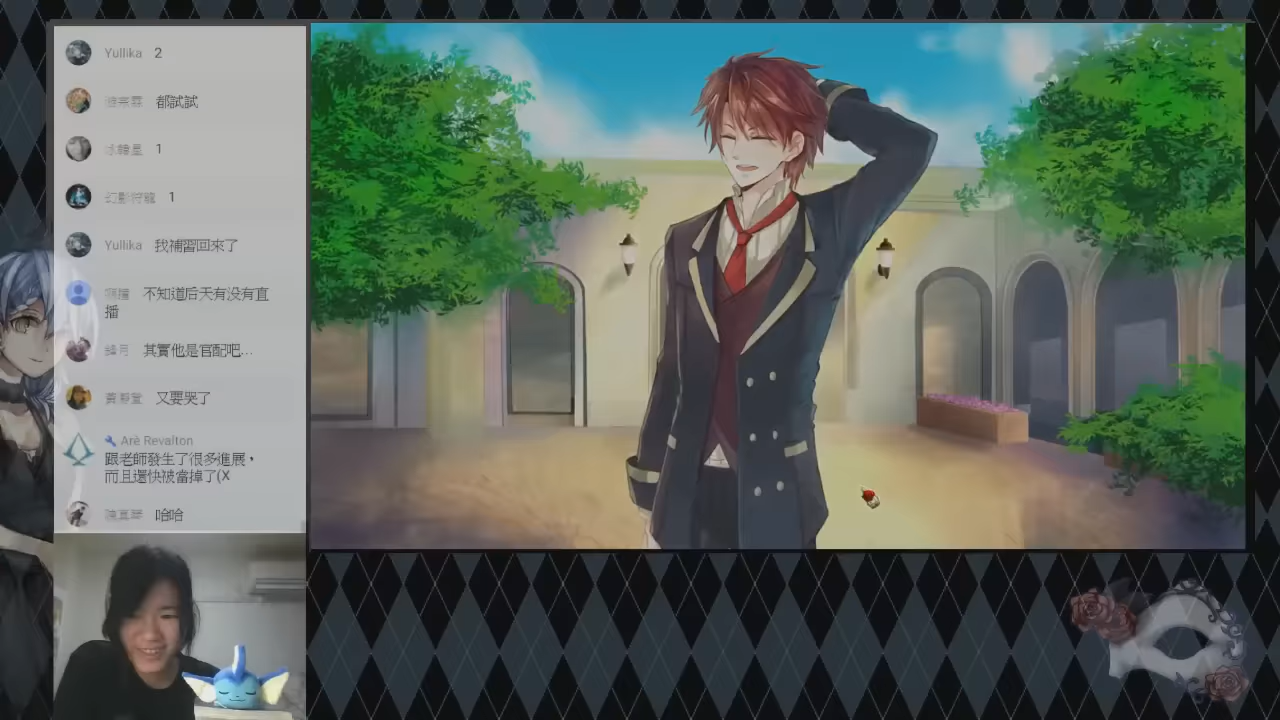 Yullika 2
都試試
1
1
Yullika 我補習回來了
不知道后天有没有直
播
其實他是官配吧...
又要哭了
Arè Revalton
跟老師發生了很多進展，
而且還快被當掉了(X
哈哈